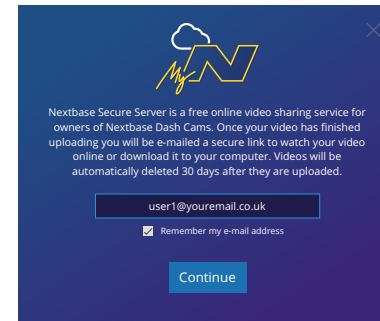 My N
Nextbase Secure Server is a free online video sharing service for
owners of Nextbase Dash Cams. Once your video has finished
uploading you will be e-mailed a secure link to watch your video
online or download it to your computer. Videos will be
automatically deleted 30 days after they are uploaded.
user1@youremail.co.uk
Remember my e-mail address
Continue